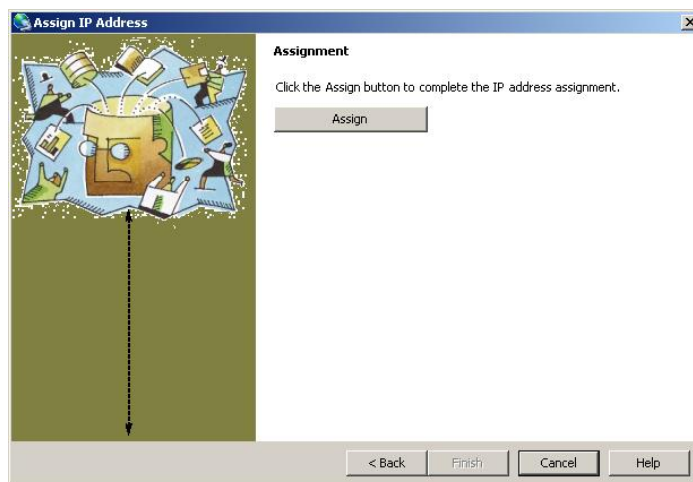 Assign IP Address
Assignment
Click the Assign button to complete the IP address assignment.
Assign
< Back
Finish
Cancel
Help